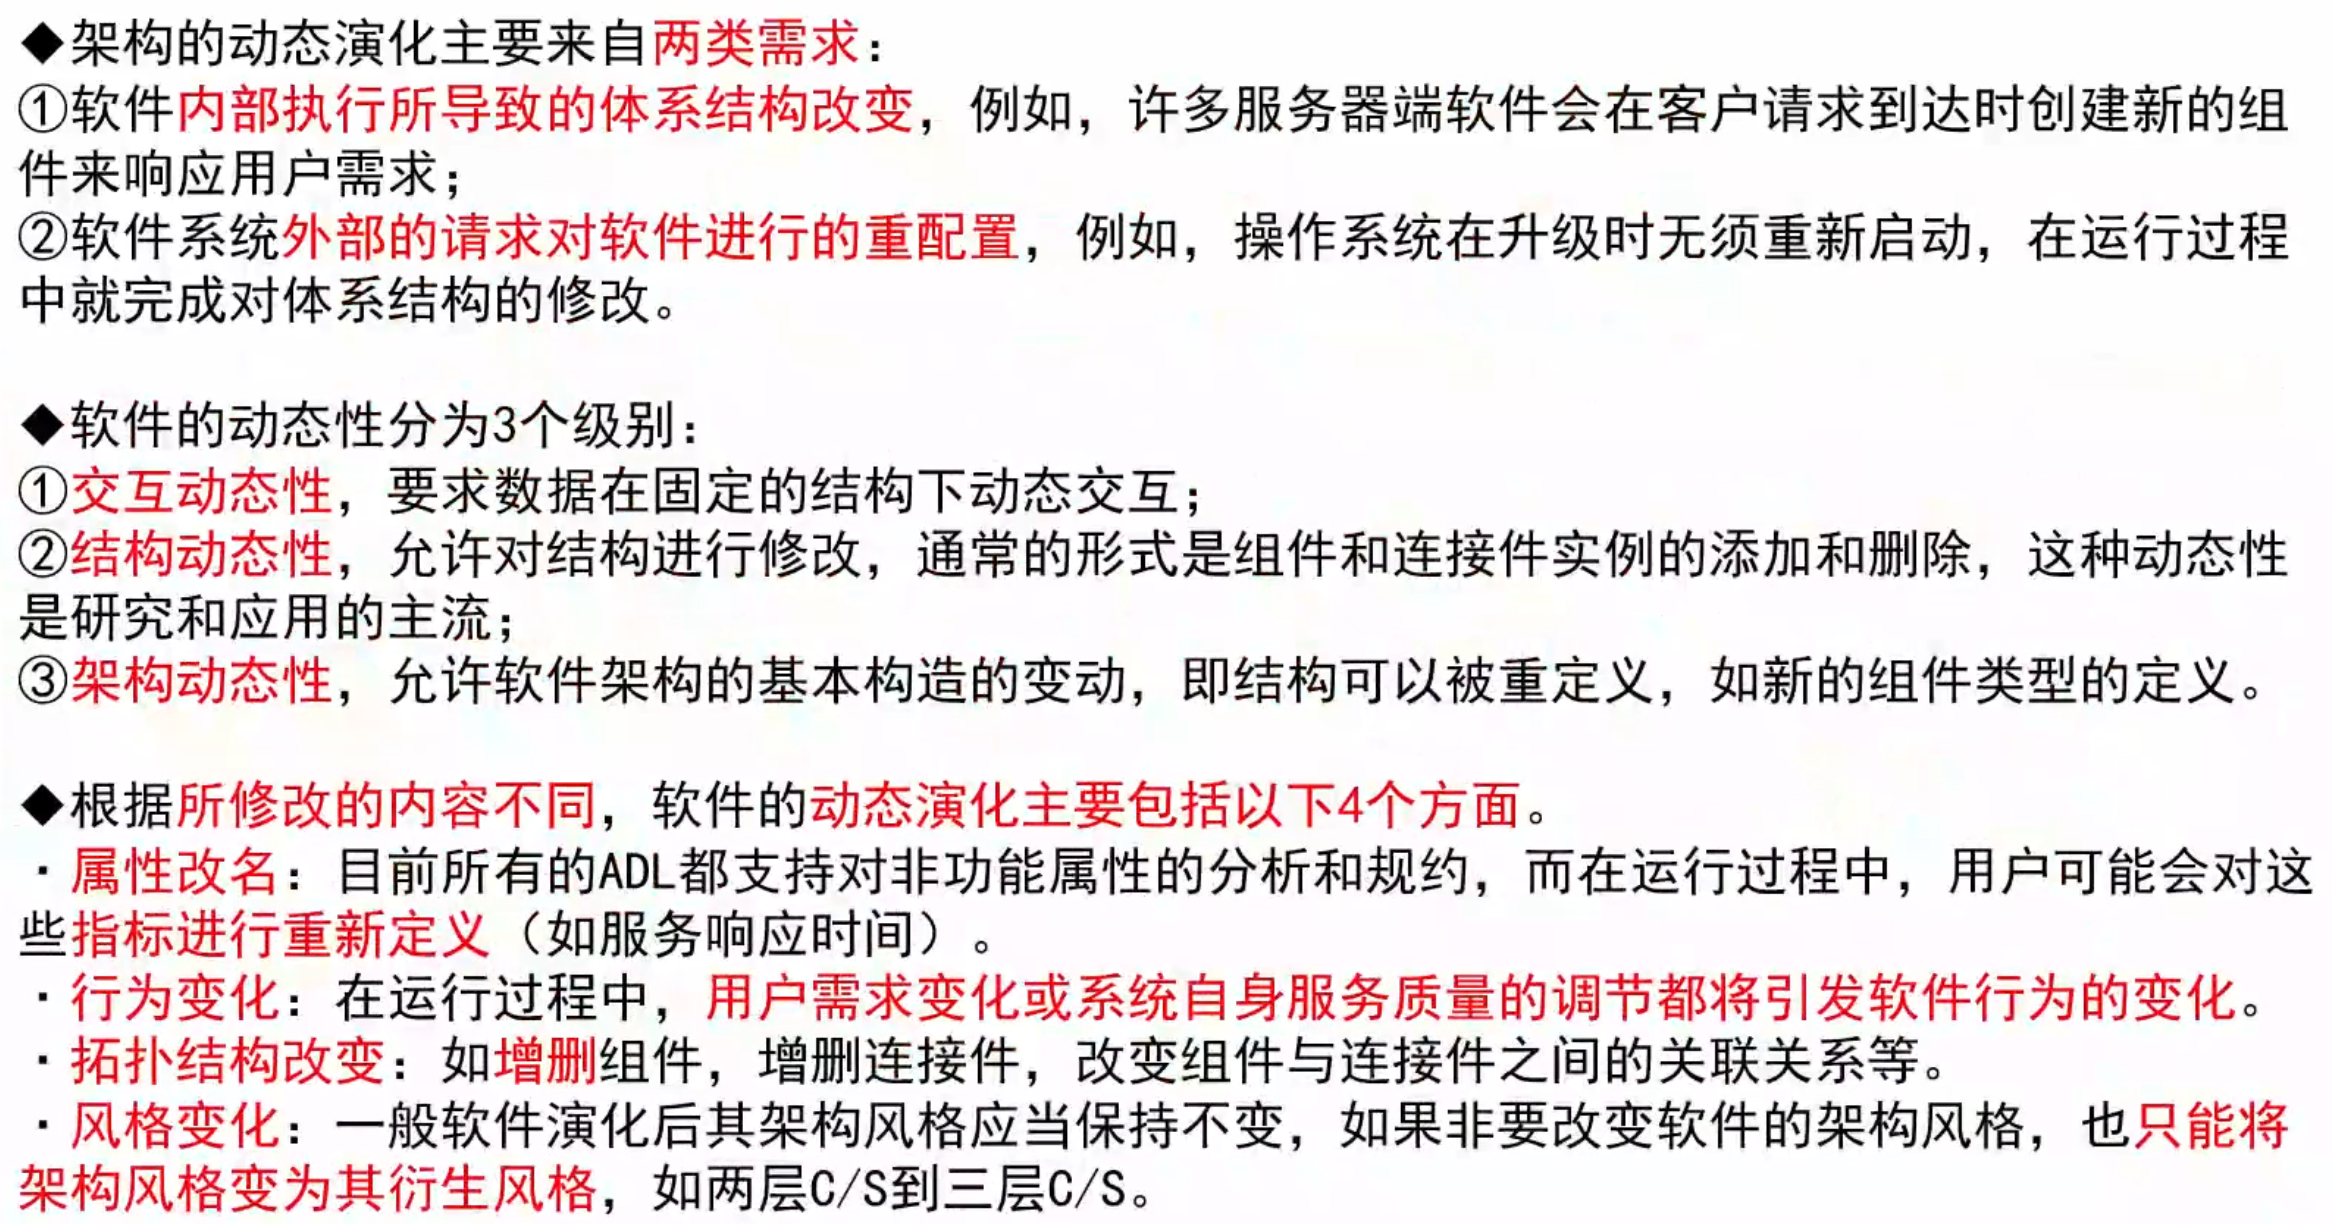 ◆架构的动态演化主要来自两类需求：
①软件内部执行所导致的体系结构改变，例如，许多服务器端软件会在客户请求到达时创建新的组
件来响应用户需求；
②软件系统外部的请求对软件进行的重配置，例如，操作系统在升级时无须重新启动，在运行过程
中就完成对体系结构的修改。
◆软件的动态性分为3个级别：
①交互动态性，要求数据在固定的结构下动态交互；
②结构动态性，允许对结构进行修改，通常的形式是组件和连接件实例的添加和删除，这种动态性
是研究和应用的主流；
③架构动态性，允许软件架构的基本构造的变动，即结构可以被重定义，如新的组件类型的定义。
◆根据所修改的内容不同，软件的动态演化主要包括以下4个方面。
·属性改名：目前所有的ADL都支持对非功能属性的分析和规约，而在运行过程中，用户可能会对这
些指标进行重新定义（如服务响应时间）。
·行为变化：在运行过程中，用户需求变化或系统自身服务质量的调节都将引发软件行为的变化。
·拓扑结构改变：如增删组件，增删连接件，改变组件与连接件之间的关联关系等。
·风格变化：一般软件演化后其架构风格应当保持不变，如果非要改变软件的架构风格，也只能将
架构风格变为其衍生风格，如两层C/S到三层C/S。